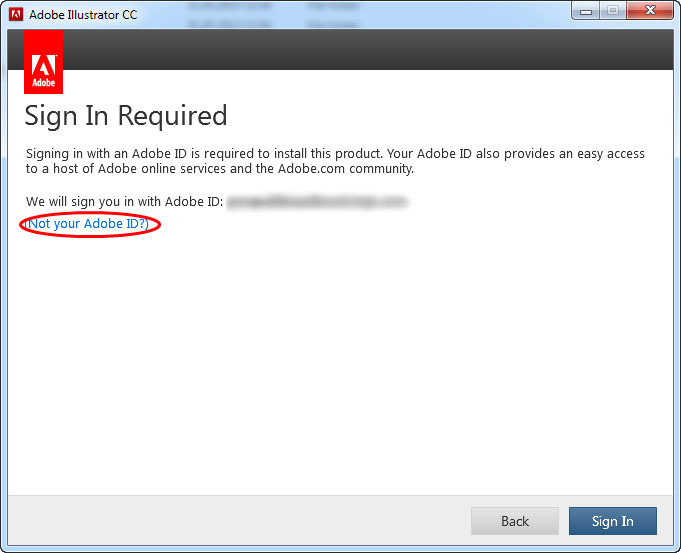 Adobe Illustrator CC
Adobe
Sign In Required
Signing in with an Adobe ID is required to install this product. Your Adobe ID also provides an easy access
to a host of Adobe online services and the Adobe.com community.
We will sign you in with Adobe ID:
(Not your Adobe ID?)
Back
Sign In